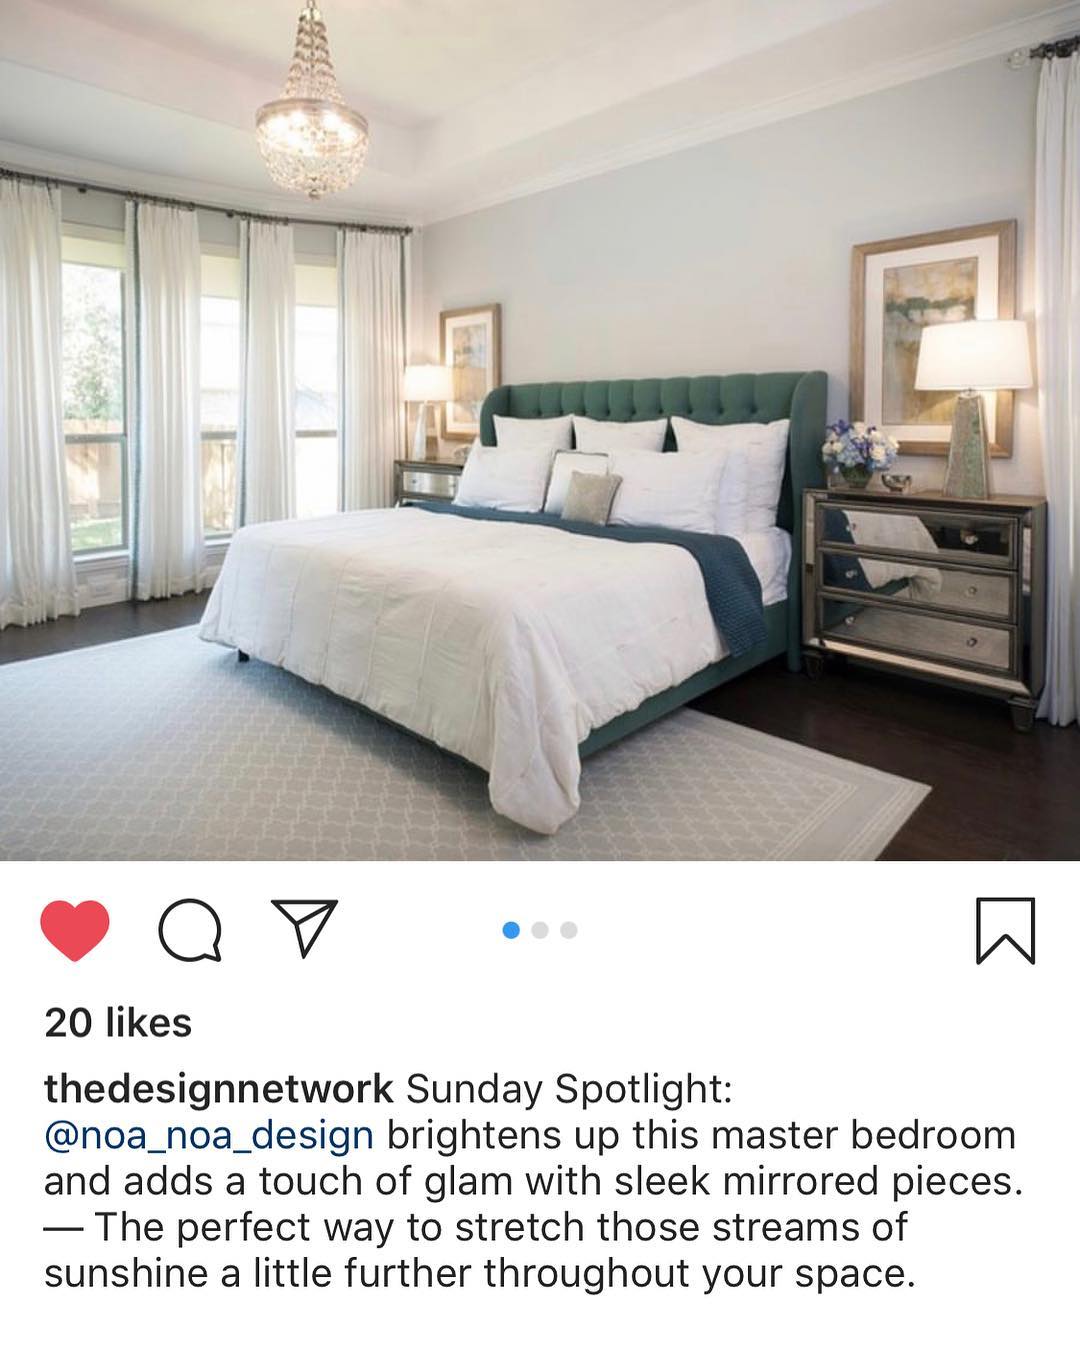 20 likes
thedesignnetwork Sunday Spotlight:
@noa_noa_design brightens up this master bedroom
and adds a touch of glam with sleek mirrored pieces.
— The perfect way to stretch those streams of
sunshine a little further throughout your space.